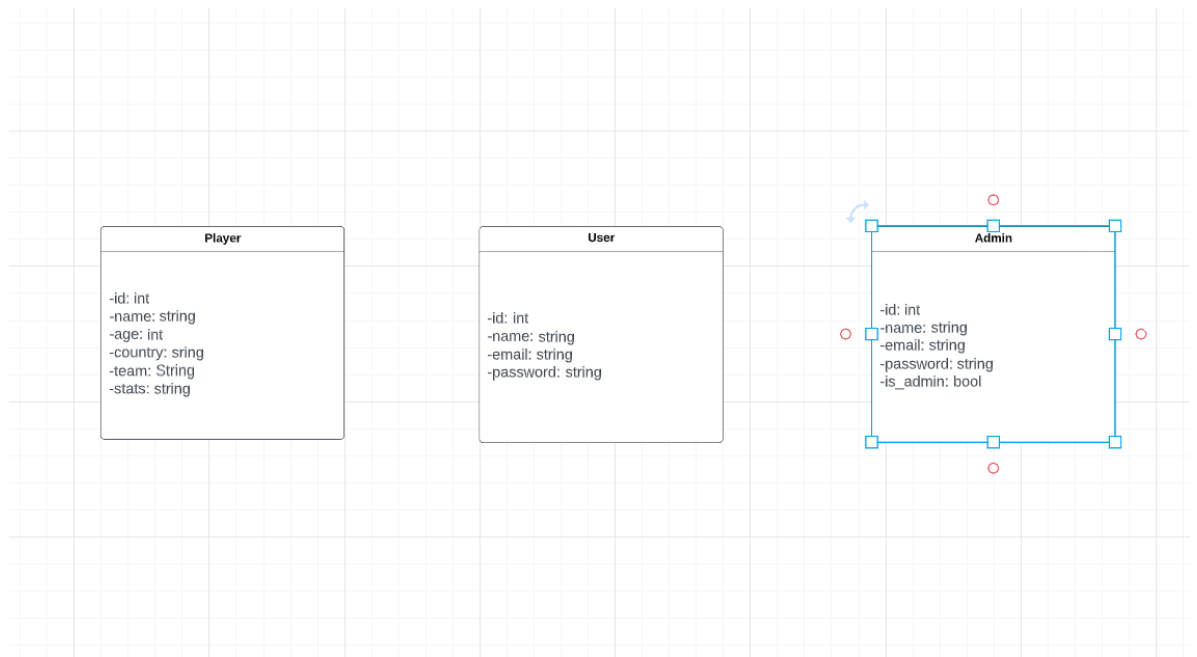 Player
-id: int
-name: string
-age: int
-country: sring
-team: String
-stats: string
User
-id: int
-name: string
-email: string
-password: string
Admin
-id: int
-name: string
-email: string
-password: string
-is_admin: bool